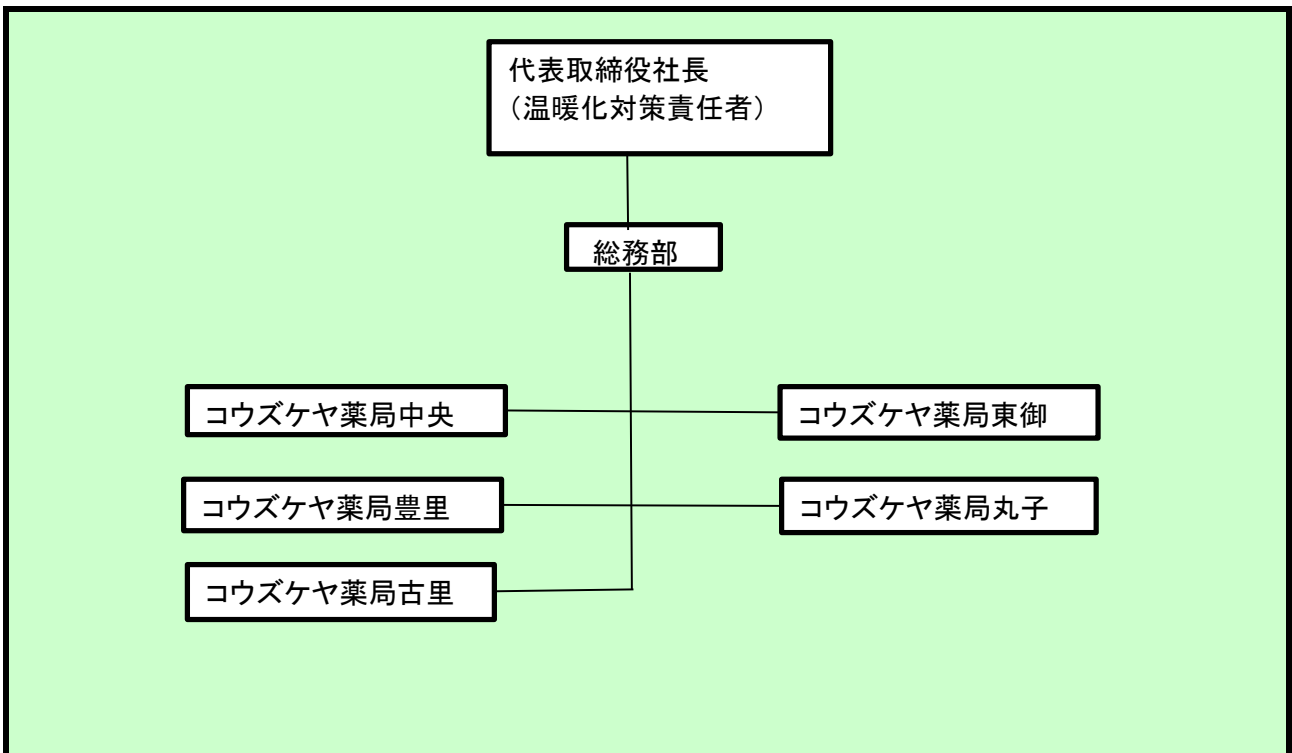 代表取締役社長
（温暖化対策責任者）
総務部
コウズケヤ薬局中央
コウズケヤ薬局東御
コウズケヤ薬局豊里
コウズケヤ薬局丸子
コウズケヤ薬局古里